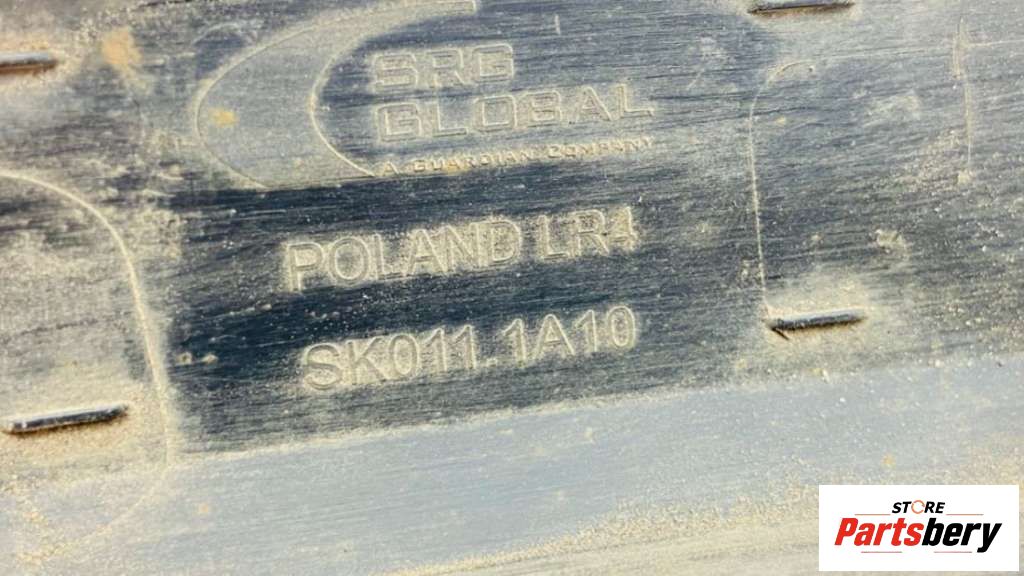 SRG
GLOBAL
A GUARDIAN COMPANY
POLAND LR4
SK011.1A10
STORE
Partsbery